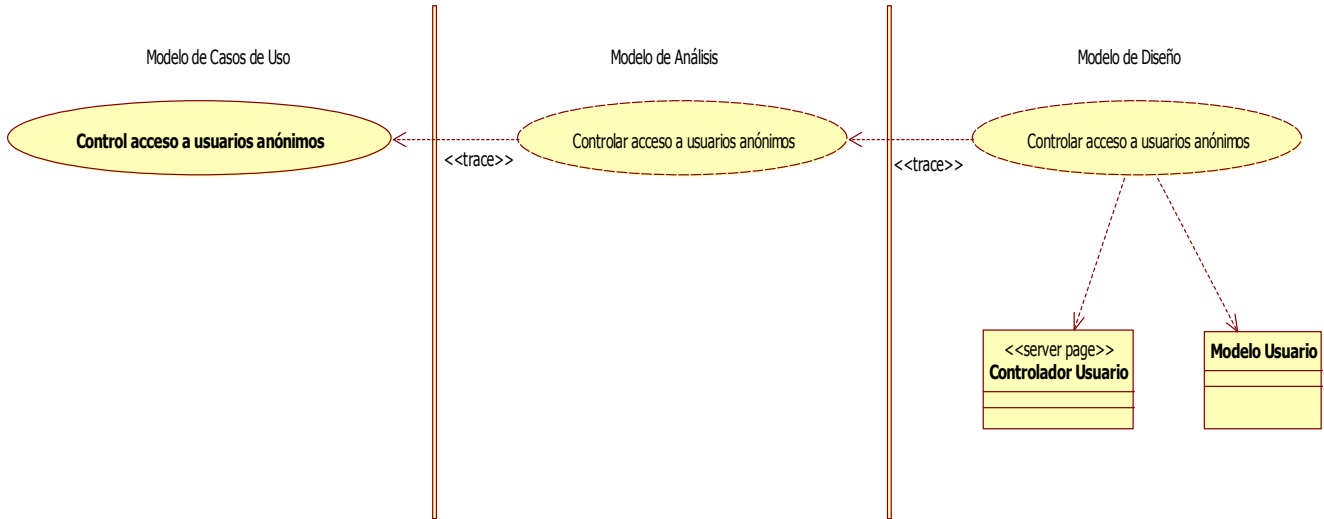 Modelo de Casos de Uso
Modelo de Análisis
Modelo de Diseño
Control acceso a usuarios anónimos
<<trace>>
Controlar acceso a usuarios anónimos
<<trace>>
Controlar acceso a usuarios anónimos
<<server page>>
Controlador Usuario
Modelo Usuario